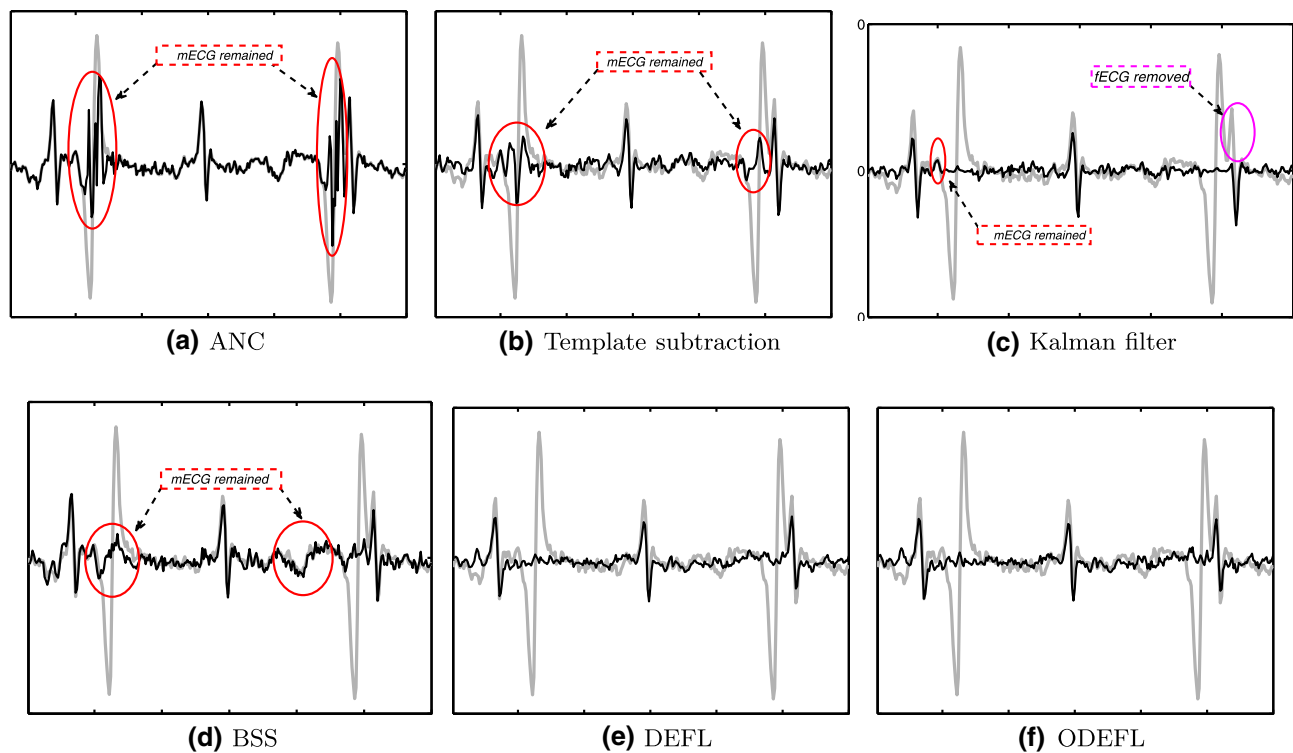 mECG remained
(a) ANC
mECG remained
(b) Template subtraction
0
fECG removed
0
mECG remained
0
(c) Kalman filter
mECG remained
(d) BSS
(e) DEFL
(f) ODEFL